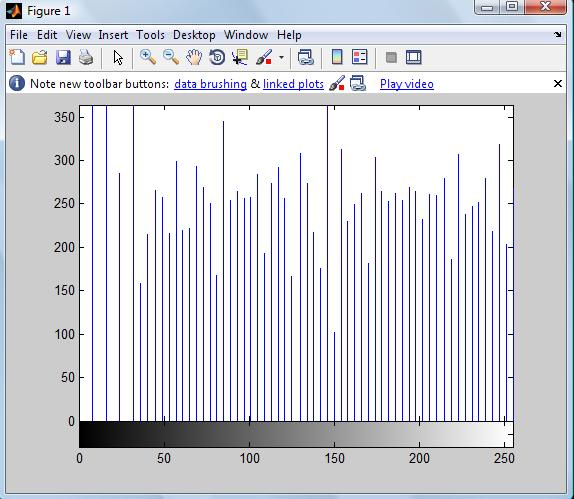 Figure 1
File Edit View Insert Tools Desktop Window Help
Note new toolbar buttons: data brushing & linked plots Play video
350
300
250
200
150
100
50
0
0 50 100 150 200 250